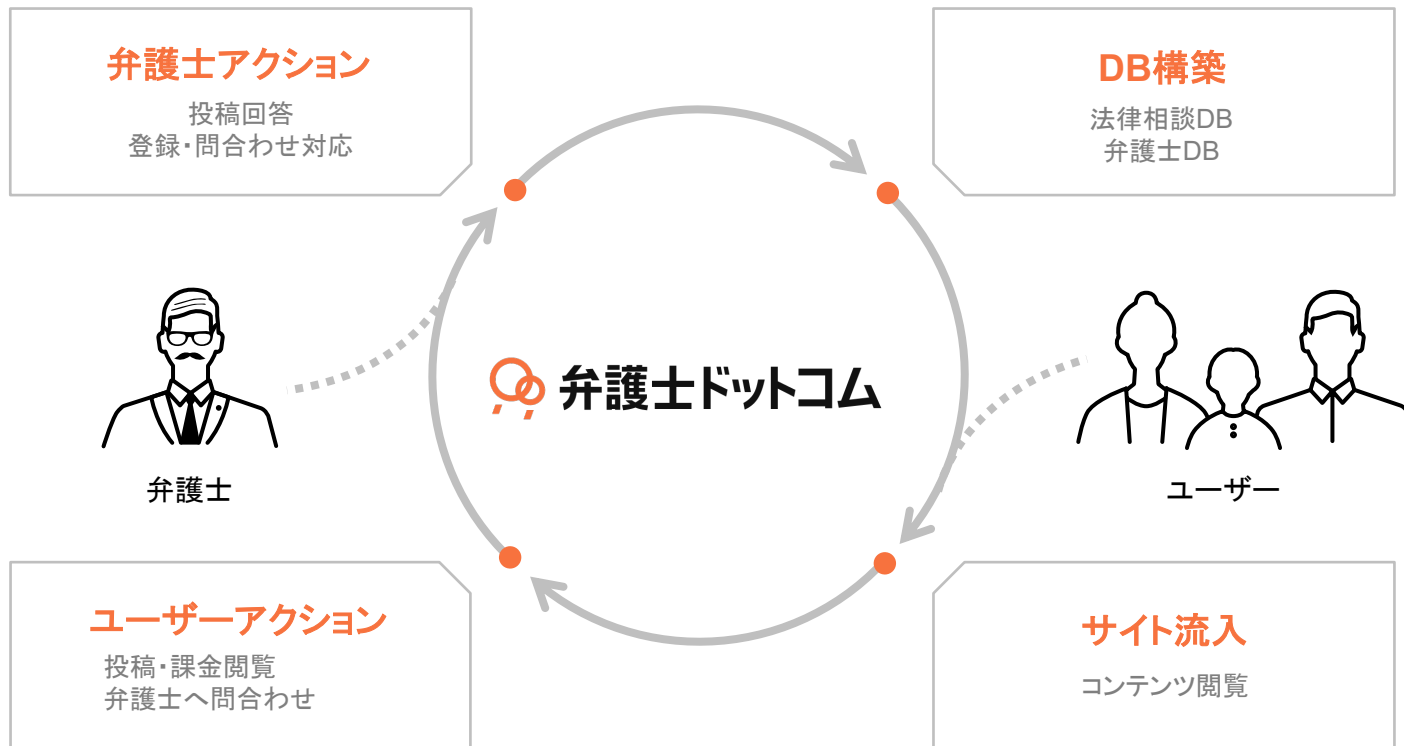 弁護士アクション
投稿回答
登録・問合わせ対応
DB構築
法律相談DB
弁護士DB
弁護士ドットコム
弁護士
ユーザー
ユーザーアクション
投稿・課金閲覧
弁護士へ問合わせ
サイト流入
コンテンツ閲覧